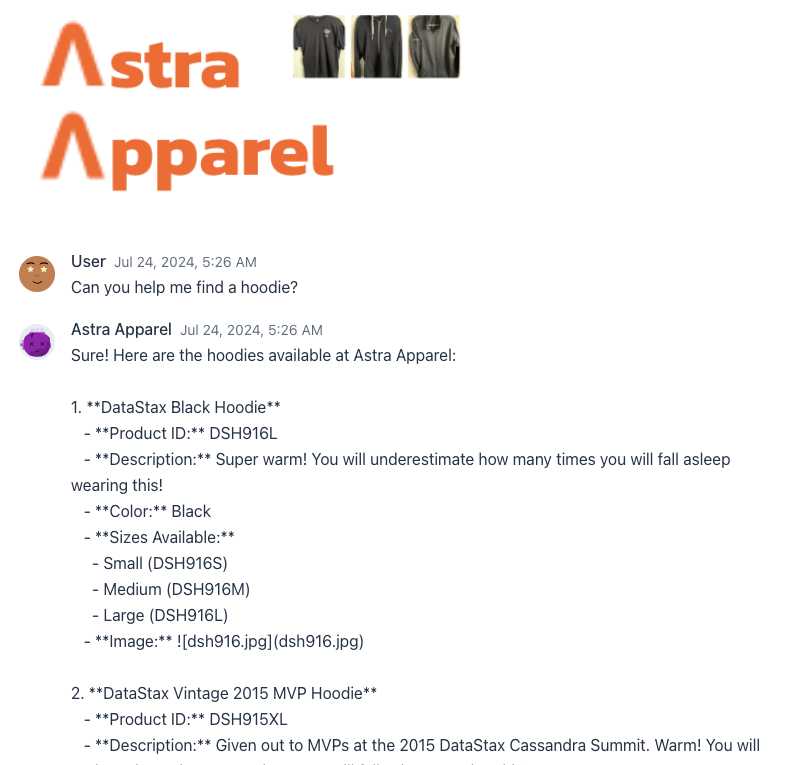 Astra
Apparel
User Jul 24, 2024, 5:26 AM
Can you help me find a hoodie?
Astra Apparel Jul 24, 2024, 5:26 AM
Sure! Here are the hoodies available at Astra Apparel:
1. **DataStax Black Hoodie**
- **Product ID:** DSH916L
- **Description:** Super warm! You will underestimate how many times you will fall asleep
wearing this!
- **Color:** Black
- **Sizes Available:**
- Small (DSH916S)
- Medium (DSH916M)
- Large (DSH916L)
- **Image:** ![dsh916.jpg](dsh916.jpg)
2. **DataStax Vintage 2015 MVP Hoodie**
- **Product ID:** DSH915XL
- **Description:** Given out to MVPs at the 2015 DataStax Cassandra Summit. Warm! You will